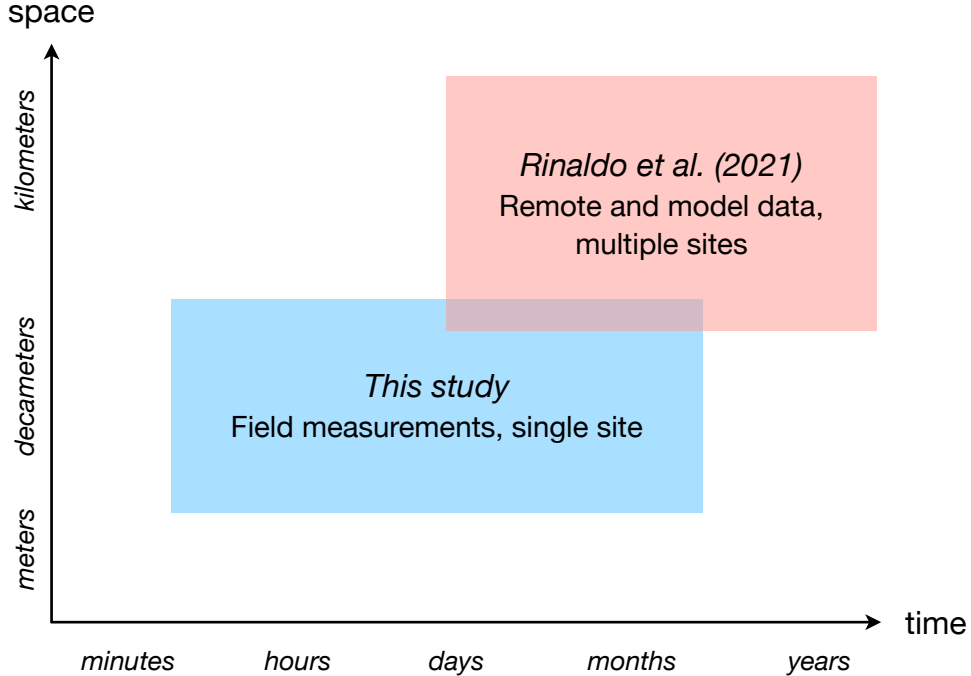 space
kilometers
Rinaldo et al. (2021)
Remote and model data,
multiple sites
decameters
This study
Field measurements, single site
meters
time
minutes
hours
days
months
years